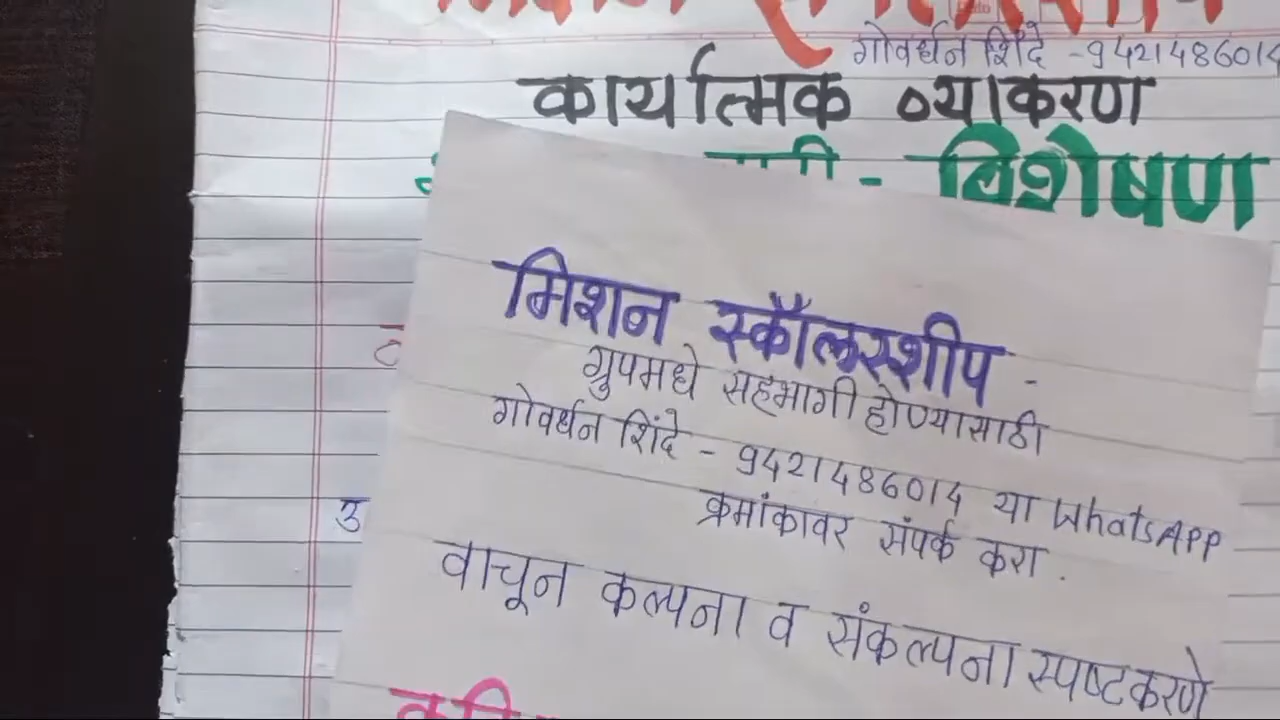 गोवर्धन शिंदे -9421486014
कार्यात्मक व्याकरण
- विशेषण
मिशन स्कॉलरशीप -
ग्रुपमधे सहभागी होण्यासाठी
गोवर्धन शिंदे - 9421486014 या WhatsAPP
क्रमांकावर संपर्क करा .
वाचून कल्पना व संकल्पना स्पष्टकरणे